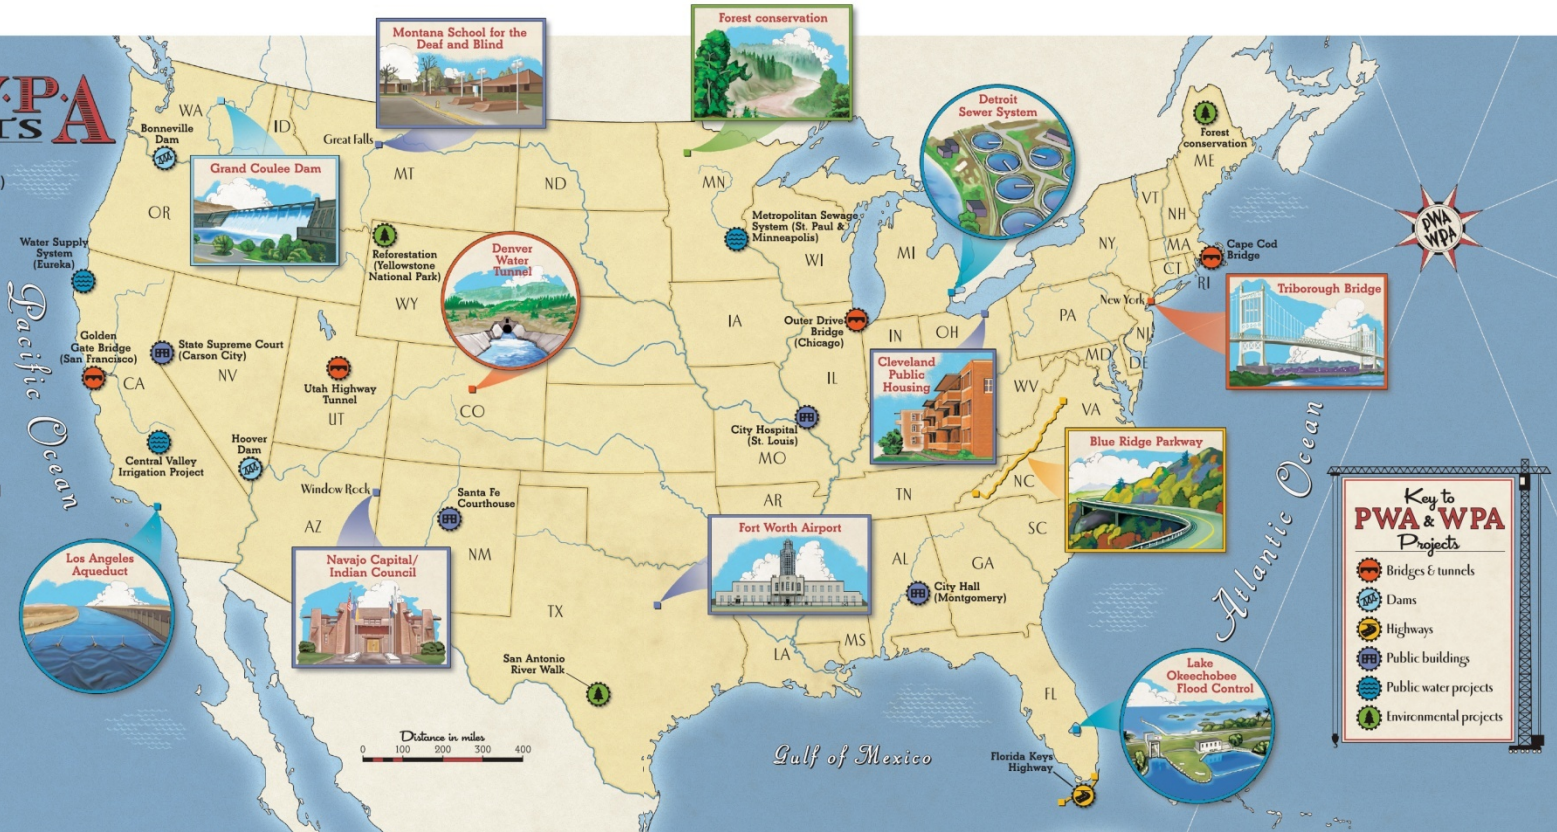 W·P·A
TS
)
Montana School for the
Deaf and Blind
Forest conservation
Detroit
Sewer System
Forest
conservation
ME
WA
ID
Bonneville
Dam
Great Falls
Grand Coulee Dam
MT
ND
MN
VT
NH
OR
Metropolitan Sewage
System (St. Paul &
Minneapolis)
WI
MI
NY
MA
CT
RI
Cape Cod
Bridge
PWA
WPA
Water Supply
System
(Eureka)
Reforestation
(Yellowstone
National Park)
WY
Denver
Water
Tunnel
New York
Triborough Bridge
IA
Outer Drive
Bridge
(Chicago)
IN
OH
PA
NJ
MD
DE
Golden
Gate Bridge
(San Francisco)
State Supreme Court
(Carson City)
CA
NV
Utah Highway
Tunnel
UT
CO
IL
Cleveland
Public
Housing
WV
VA
Pacific Ocean
Atlantic Ocean
Central Valley
Irrigation Project
Hoover
Dam
City Hospital
(St. Louis)
MO
Blue Ridge Parkway
Window Rock
Santa Fe
Courthouse
AR
TN
NC
SC
AZ
NM
Los Angeles
Aqueduct
Navajo Capital/
Indian Council
Fort Worth Airport
AL
GA
City Hall
(Montgomery)
TX
MS
LA
San Antonio
River Walk
FL
Lake
Okeechobee
Flood Control
Distance in miles
0 100 200 300 400
Gulf of Mexico
Florida Keys
Highway
Key to
PWA & WPA
Projects
Bridges & tunnels
Dams
Highways
Public buildings
Public water projects
Environmental projects